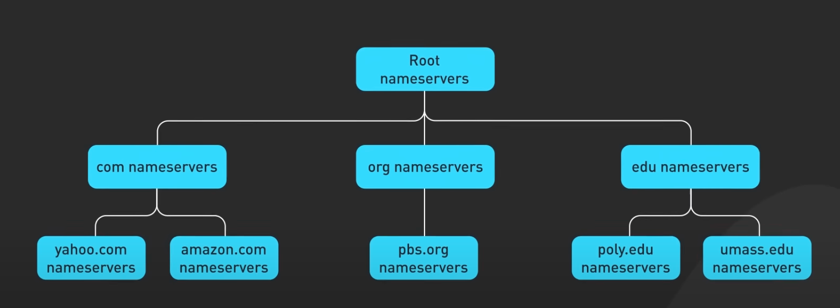 Root
nameservers
com nameservers
org nameservers
edu nameservers
yahoo.com
nameservers
amazon.com
nameservers
pbs.org
nameservers
poly.edu
nameservers
umass.edu
nameservers